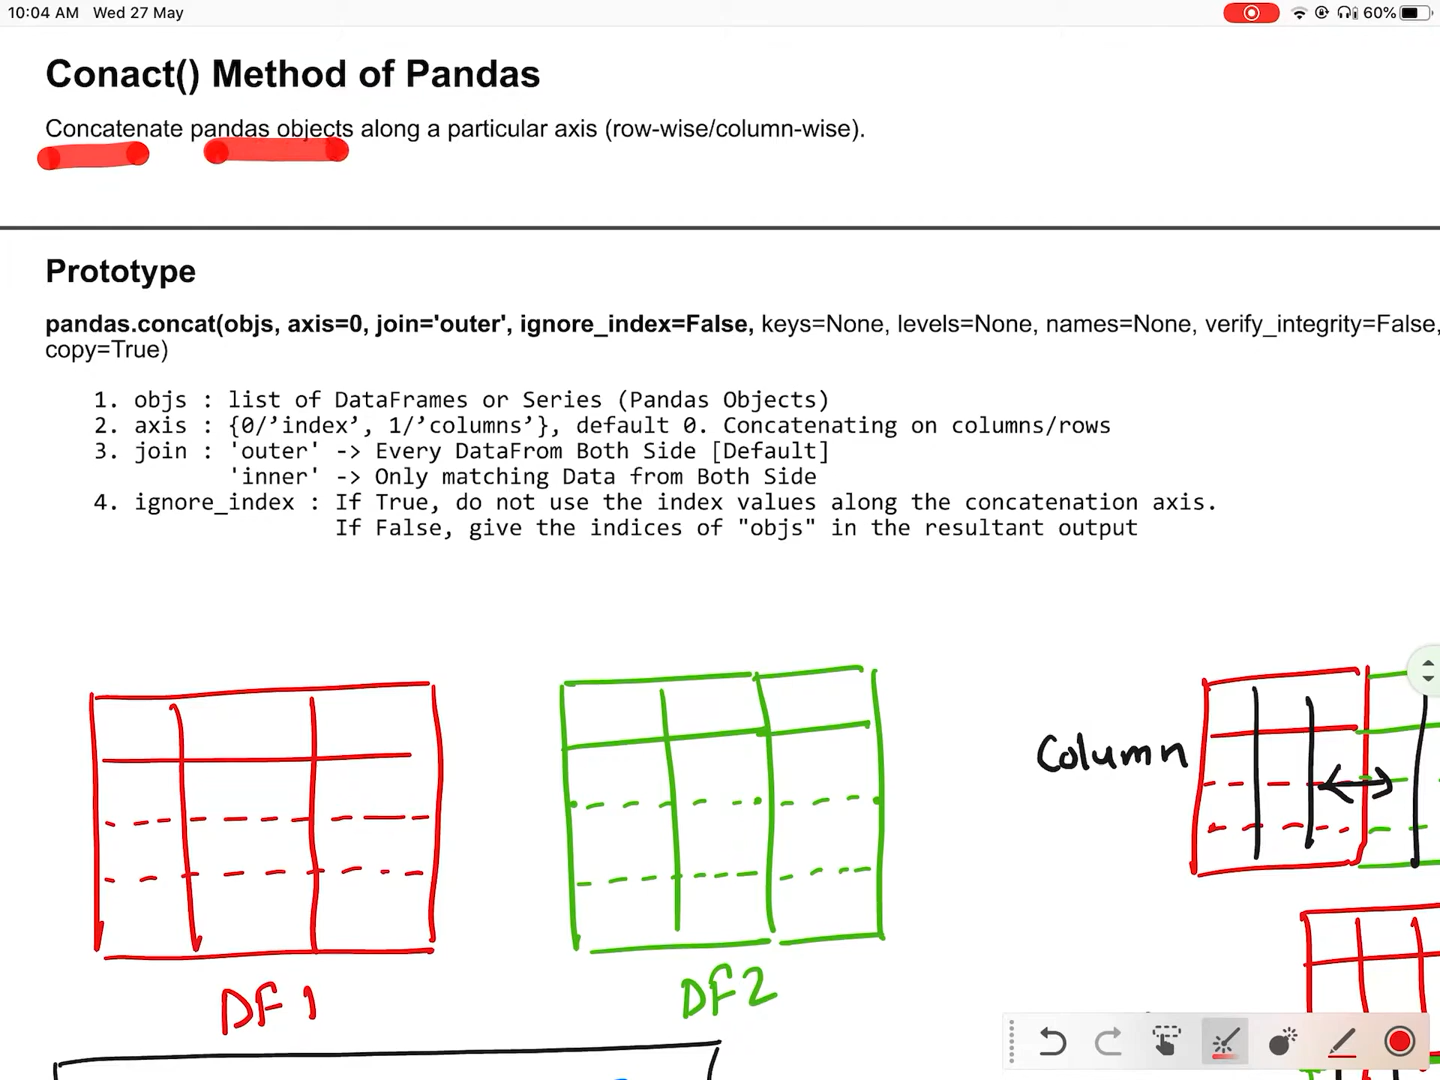 10:04 AM Wed 27 May
60%
Conact() Method of Pandas
Concatenate pandas objects along a particular axis (row-wise/column-wise).
Prototype
pandas.concat(objs, axis=0, join='outer', ignore_index=False, keys=None, levels=None, names=None, verify_integrity=False,
copy=True)
1. objs : list of DataFrames or Series (Pandas Objects)
2. axis : {0/’index’, 1/’columns’}, default 0. Concatenating on columns/rows
3. join : 'outer' -> Every DataFrom Both Side [Default]
'inner' -> Only matching Data from Both Side
4. ignore_index : If True, do not use the index values along the concatenation axis.
If False, give the indices of "objs" in the resultant output
Column
DF1
DF2